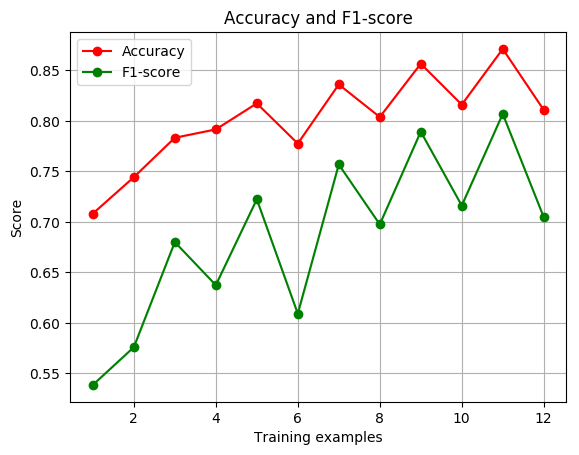 Accuracy and F1-score
Accuracy
F1-score
0.85
0.80
0.75
0.70
0.65
0.60
0.55
Score
2 4 6 8 10 12
Training examples